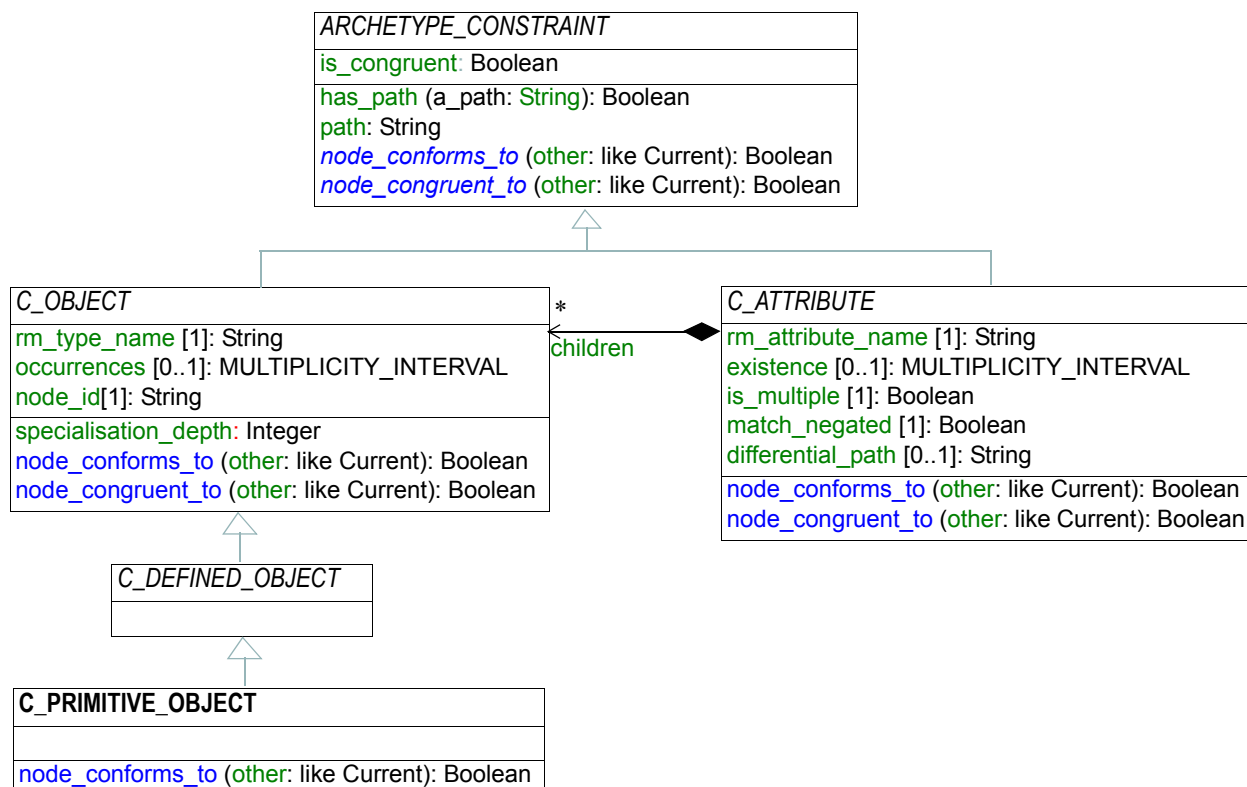 ARCHETYPE_CONSTRAINT
is_congruent: Boolean
has_path (a_path: String): Boolean
path: String
node_conforms_to (other: like Current): Boolean
node_congruent_to (other: like Current): Boolean
C_OBJECT
rm_type_name [1]: String
occurrences [0..1]: MULTIPLICITY_INTERVAL
node_id[1]: String
specialisation_depth: Integer
node_conforms_to (other: like Current): Boolean
node_congruent_to (other: like Current): Boolean
*
children
C_ATTRIBUTE
rm_attribute_name [1]: String
existence [0..1]: MULTIPLICITY_INTERVAL
is_multiple [1]: Boolean
match_negated [1]: Boolean
differential_path [0..1]: String
node_conforms_to (other: like Current): Boolean
node_congruent_to (other: like Current): Boolean
C_DEFINED_OBJECT
C_PRIMITIVE_OBJECT
node_conforms_to (other: like Current): Boolean